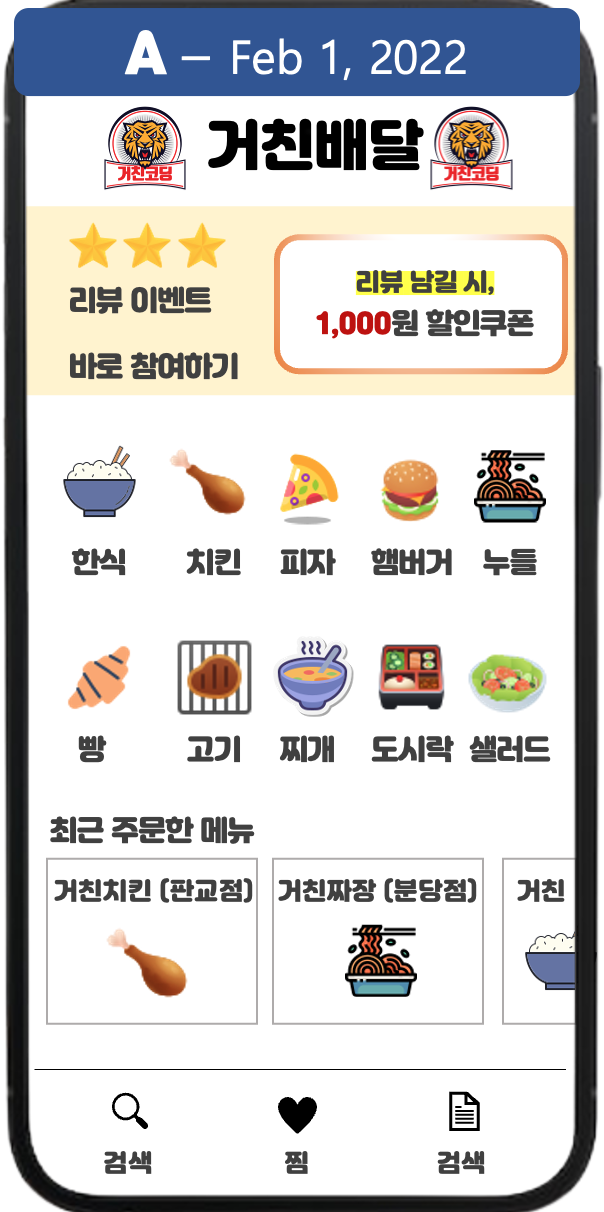 A – Feb 1, 2022
거친코딩 거친배달 거친코딩
리뷰 이벤트
바로 참여하기
리뷰 남길 시,
1,000원 할인쿠폰
한식 치킨 피자 햄버거 누들
빵 고기 찌개 도시락 샐러드
최근 주문한 메뉴
거친치킨 (판교점) 거친짜장 (분당점) 거친
검색 찜 검색